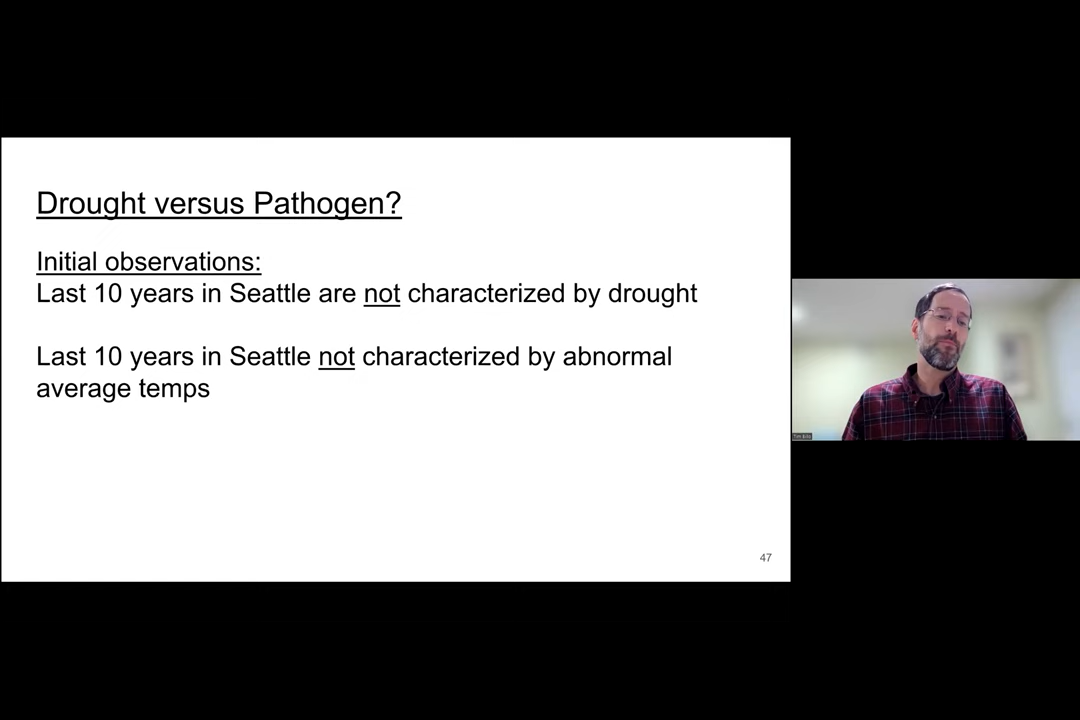 Drought versus Pathogen?
Initial observations:
Last 10 years in Seattle are not characterized by drought
Last 10 years in Seattle not characterized by abnormal
average temps
47